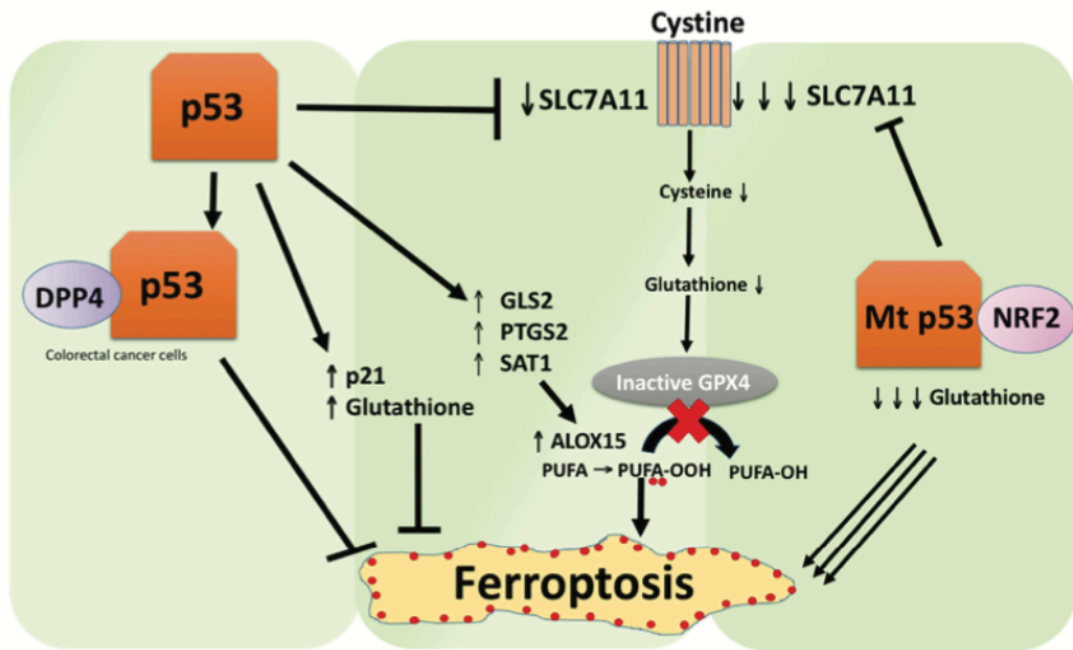 Cystine
p53
↓ SLC7A11
↓ ↓ ↓ SLC7A11
Cysteine ↓
p53
DPP4
Colorectal cancer cells
Glutathione ↓
↑ GLS2
↑ PTGS2
↑ SAT1
Mt p53
NRF2
↑ p21
↑ Glutathione
Inactive GPX4
↓ ↓ ↓ Glutathione
↑ ALOX15
PUFA → PUFA-OOH
PUFA-OH
Ferroptosis